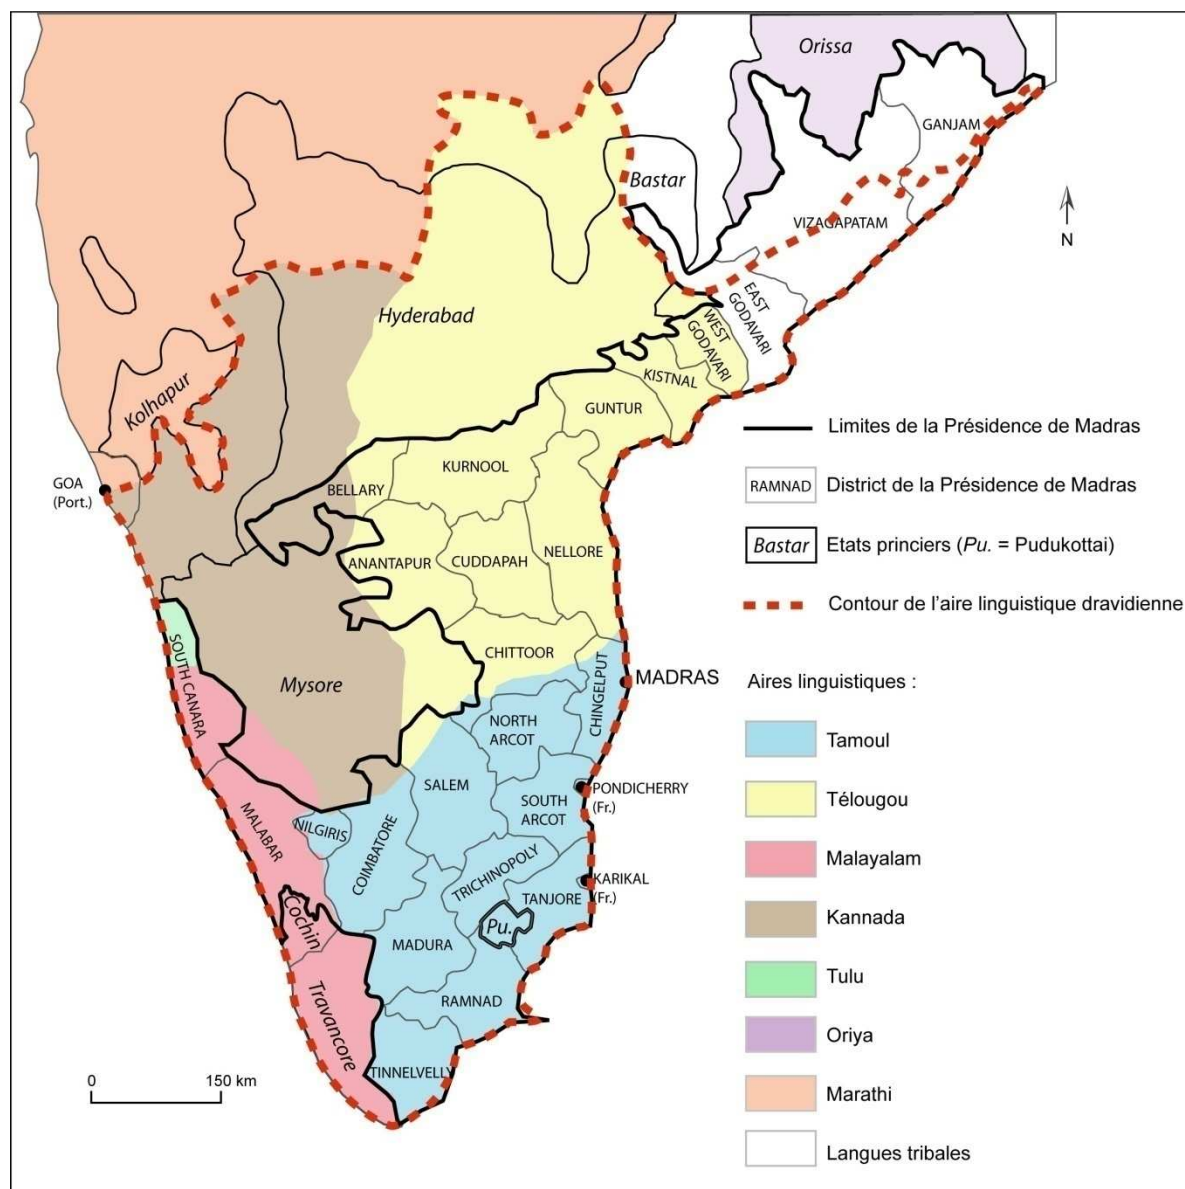 Orissa
GANJAM
Bastar
VIZAGAPATAM
N
EAST
GODAVARI
Hyderabad
WEST
GODAVARI
KISTNAL
GUNTUR
Kolhapur
KURNOOL
BELLARY
GOA
(Port.)
ANANTAPUR
CUDDAPAH
NELLORE
SOUTH CANARA
CHITTOOR
CHINGELPUT
MADRAS
Mysore
NORTH
ARCOT
SALEM
SOUTH
ARCOT
PONDICHERRY
(Fr.)
MALABAR
NILGIRIS
COIMBATORE
TRICHINOPOLY
KARIKAL
(Fr.)
TANJORE
Cochin
Pu.
MADURA
RAMNAD
Travancore
TINNELVELLY
0 150 km
Limites de la Présidence de Madras
RAMNAD District de la Présidence de Madras
Bastar Etats princiers (Pu. = Pudukottai)
Contour de l'aire linguistique dravidienne
Aires linguistiques :
Tamoul
Télougou
Malayalam
Kannada
Tulu
Oriya
Marathi
Langues tribales